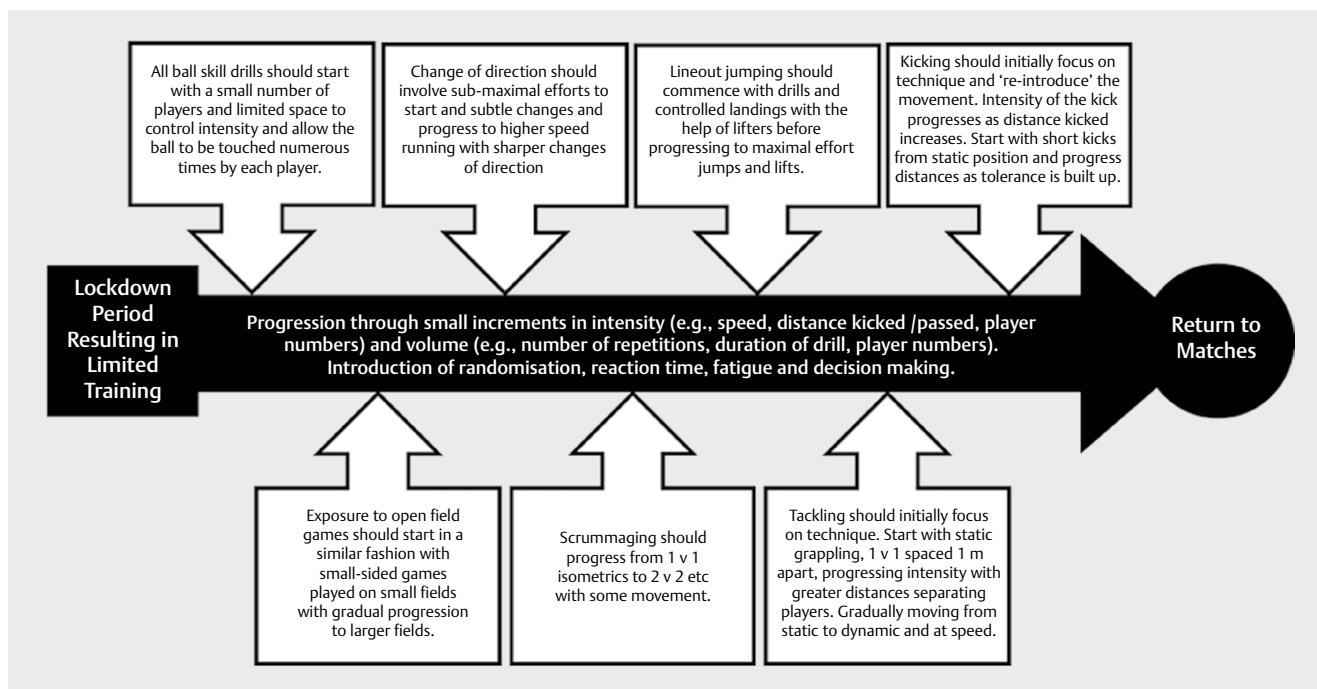 All ball skill drills should start
with a small number of
players and limited space to
control intensity and allow the
ball to be touched numerous
times by each player.
Change of direction should
involve sub-maximal efforts to
start and subtle changes and
progress to higher speed
running with sharper changes
of direction
Lineout jumping should
commence with drills and
controlled landings with the
help of lifters before
progressing to maximal effort
jumps and lifts.
Kicking should initially focus on
technique and ‘re-introduce’ the
movement. Intensity of the kick
progresses as distance kicked
increases. Start with short kicks
from static position and progress
distances as tolerance is built up.
Lockdown
Period
Resulting in
Limited
Training
Progression through small increments in intensity (e.g., speed, distance kicked /passed, player
numbers) and volume (e.g., number of repetitions, duration of drill, player numbers).
Introduction of randomisation, reaction time, fatigue and decision making.
Return to
Matches
Exposure to open field
games should start in a
similar fashion with
small-sided games
played on small fields
with gradual progression
to larger fields.
Scrummaging should
progress from 1 v 1
isometrics to 2 v 2 etc
with some movement.
Tackling should initially focus
on technique. Start with static
grappling, 1 v 1 spaced 1 m
apart, progressing intensity with
greater distances separating
players. Gradually moving from
static to dynamic and at speed.